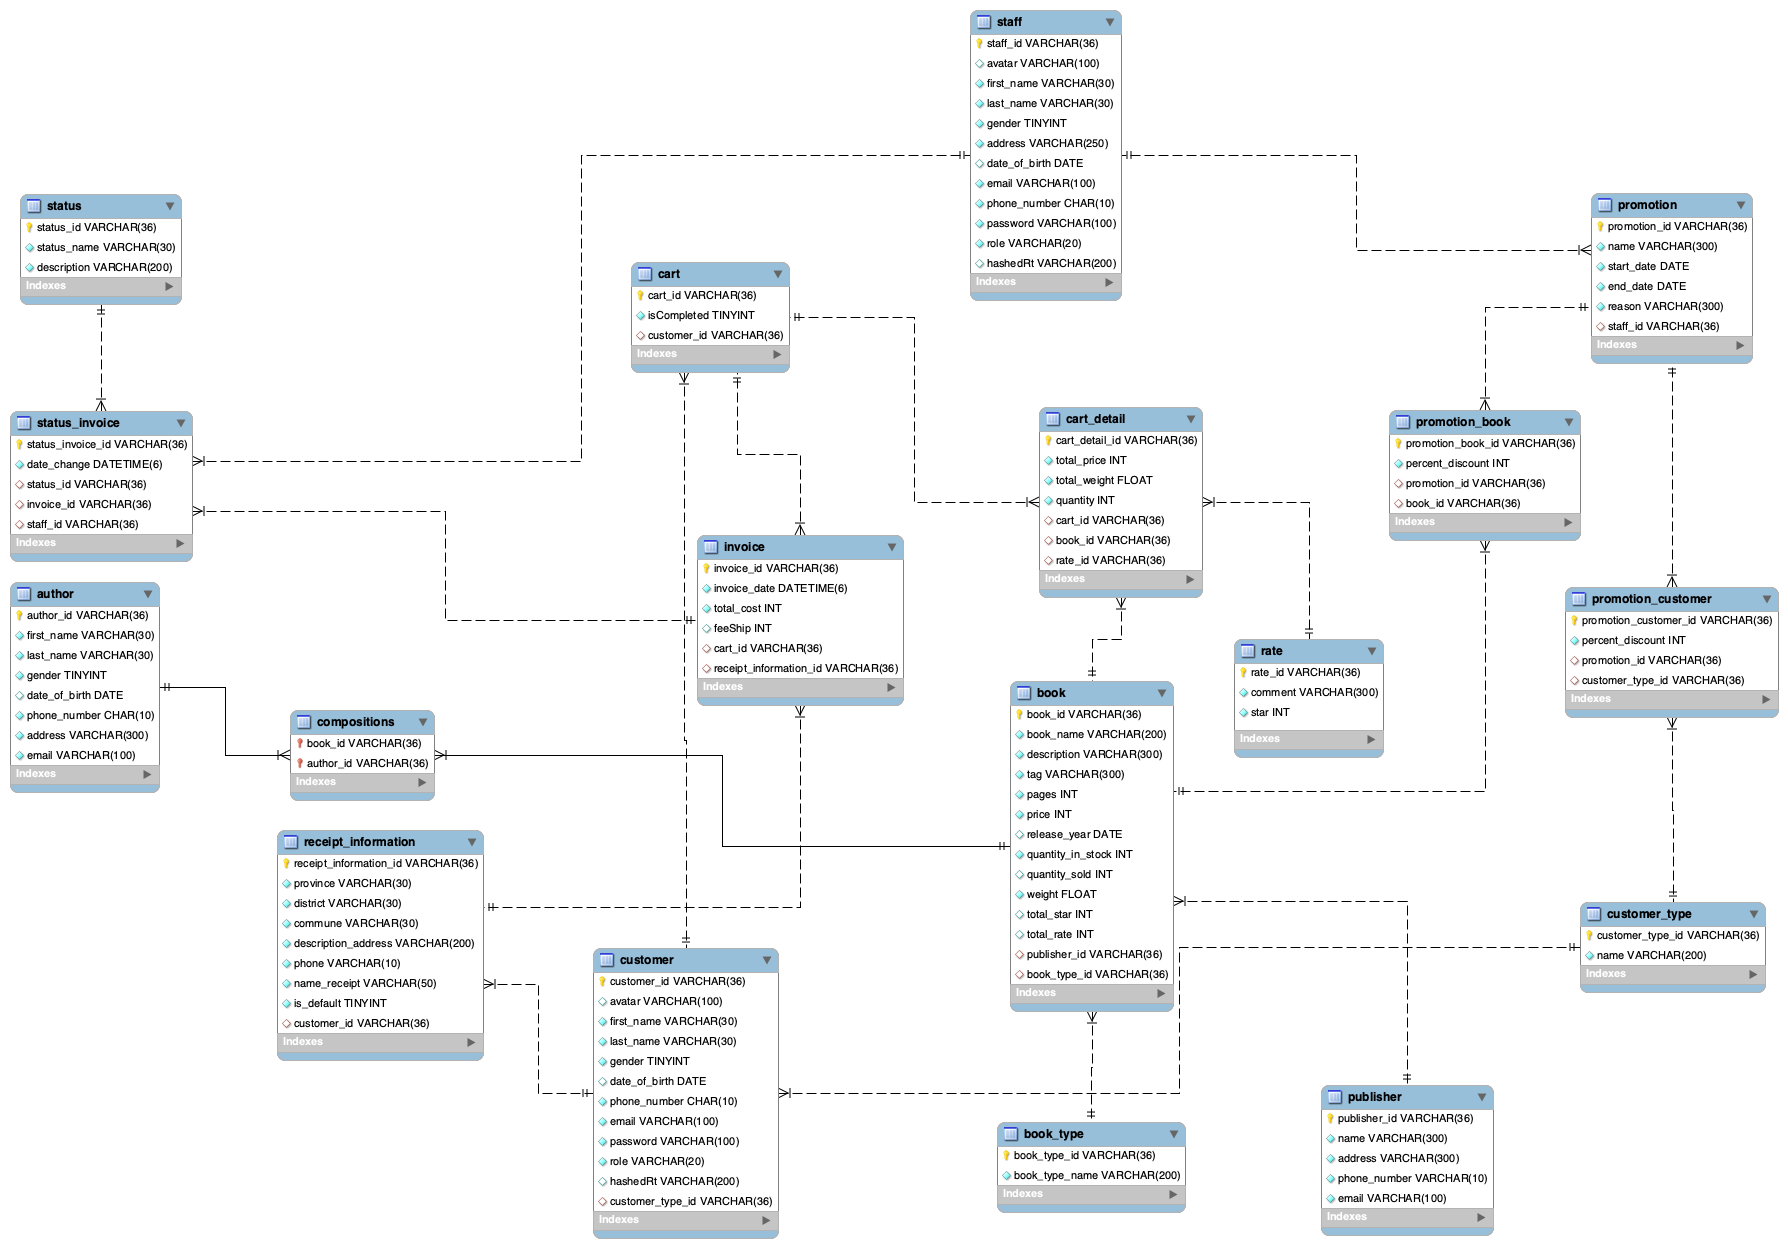 staff
staff_id VARCHAR(36)
avatar VARCHAR(100)
first_name VARCHAR(30)
last_name VARCHAR(30)
gender TINYINT
address VARCHAR(250)
date_of_birth DATE
email VARCHAR(100)
phone_number CHAR(10)
password VARCHAR(100)
role VARCHAR(20)
hashedRt VARCHAR(200)
Indexes
status
status_id VARCHAR(36)
status_name VARCHAR(30)
description VARCHAR(200)
Indexes
promotion
promotion_id VARCHAR(36)
name VARCHAR(300)
start_date DATE
end_date DATE
reason VARCHAR(300)
staff_id VARCHAR(36)
Indexes
cart
cart_id VARCHAR(36)
isCompleted TINYINT
customer_id VARCHAR(36)
Indexes
status_invoice
status_invoice_id VARCHAR(36)
date_change DATETIME(6)
status_id VARCHAR(36)
invoice_id VARCHAR(36)
staff_id VARCHAR(36)
Indexes
cart_detail
cart_detail_id VARCHAR(36)
total_price INT
total_weight FLOAT
quantity INT
cart_id VARCHAR(36)
book_id VARCHAR(36)
rate_id VARCHAR(36)
Indexes
promotion_book
promotion_book_id VARCHAR(36)
percent_discount INT
promotion_id VARCHAR(36)
book_id VARCHAR(36)
Indexes
invoice
invoice_id VARCHAR(36)
invoice_date DATETIME(6)
total_cost INT
feeShip INT
cart_id VARCHAR(36)
receipt_information_id VARCHAR(36)
Indexes
author
author_id VARCHAR(36)
first_name VARCHAR(30)
last_name VARCHAR(30)
gender TINYINT
date_of_birth DATE
phone_number CHAR(10)
address VARCHAR(300)
email VARCHAR(100)
Indexes
promotion_customer
promotion_customer_id VARCHAR(36)
percent_discount INT
promotion_id VARCHAR(36)
customer_type_id VARCHAR(36)
Indexes
rate
rate_id VARCHAR(36)
comment VARCHAR(300)
star INT
Indexes
compositions
book_id VARCHAR(36)
author_id VARCHAR(36)
Indexes
book
book_id VARCHAR(36)
book_name VARCHAR(200)
description VARCHAR(300)
tag VARCHAR(300)
pages INT
price INT
release_year DATE
quantity_in_stock INT
quantity_sold INT
weight FLOAT
total_star INT
total_rate INT
publisher_id VARCHAR(36)
book_type_id VARCHAR(36)
Indexes
receipt_information
receipt_information_id VARCHAR(36)
province VARCHAR(30)
district VARCHAR(30)
commune VARCHAR(30)
description_address VARCHAR(200)
phone VARCHAR(10)
name_receipt VARCHAR(50)
is_default TINYINT
customer_id VARCHAR(36)
Indexes
customer_type
customer_type_id VARCHAR(36)
name VARCHAR(200)
Indexes
customer
customer_id VARCHAR(36)
avatar VARCHAR(100)
first_name VARCHAR(30)
last_name VARCHAR(30)
gender TINYINT
date_of_birth DATE
phone_number CHAR(10)
email VARCHAR(100)
password VARCHAR(100)
role VARCHAR(20)
hashedRt VARCHAR(200)
customer_type_id VARCHAR(36)
Indexes
book_type
book_type_id VARCHAR(36)
book_type_name VARCHAR(200)
Indexes
publisher
publisher_id VARCHAR(36)
name VARCHAR(300)
address VARCHAR(300)
phone_number VARCHAR(10)
email VARCHAR(100)
Indexes